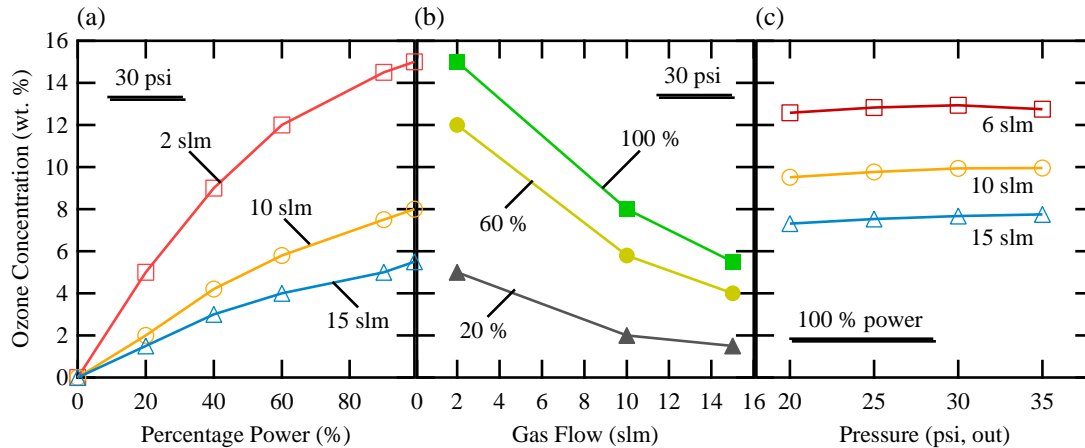 (a)
(b)
(c)
Ozone Concentration (wt. %)
16
14
12
10
8
6
4
2
0
30 psi
2 slm
10 slm
15 slm
0
20
40
60
80
0
Percentage Power (%)
30 psi
100 %
60 %
20 %
2
4
6
8
10
12
14
16
Gas Flow (slm)
6 slm
10 slm
15 slm
100 % power
20
25
30
35
Pressure (psi, out)